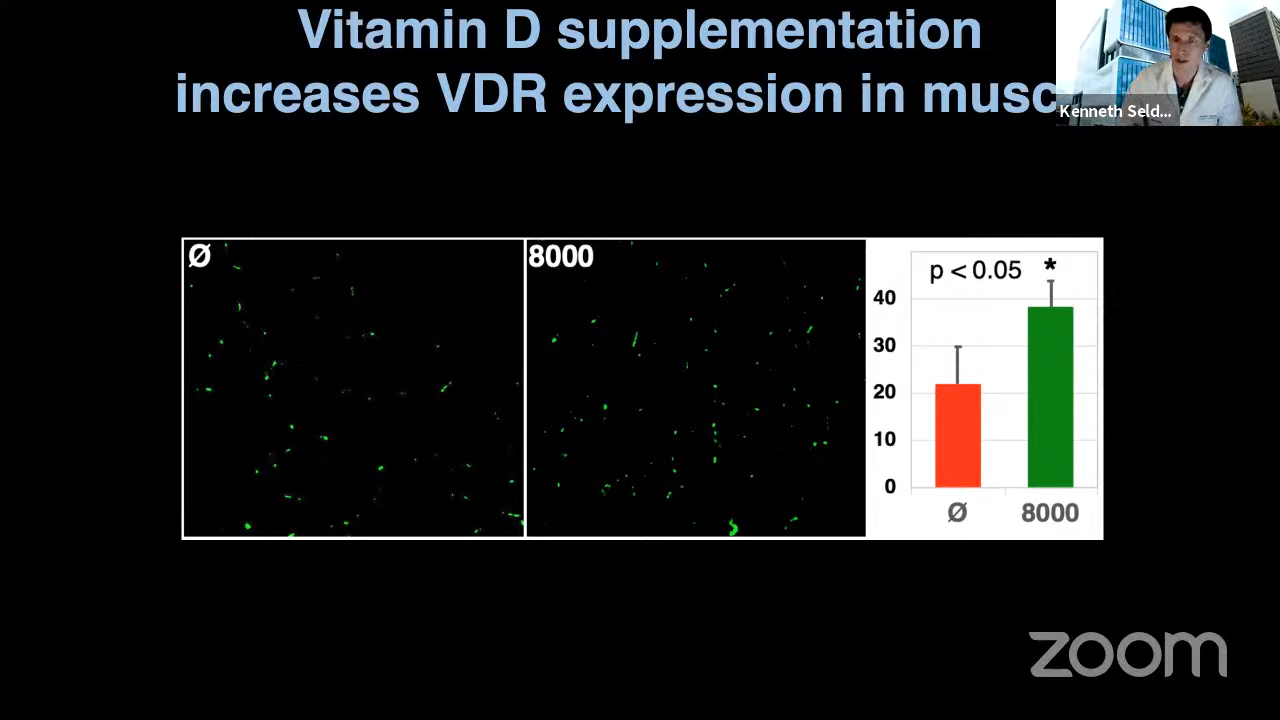 Vitamin D supplementation
increases VDR expression in musc
Kenneth Seld...
Ø
8000
p < 0.05 *
40
30
20
10
0
Ø
8000
zoom